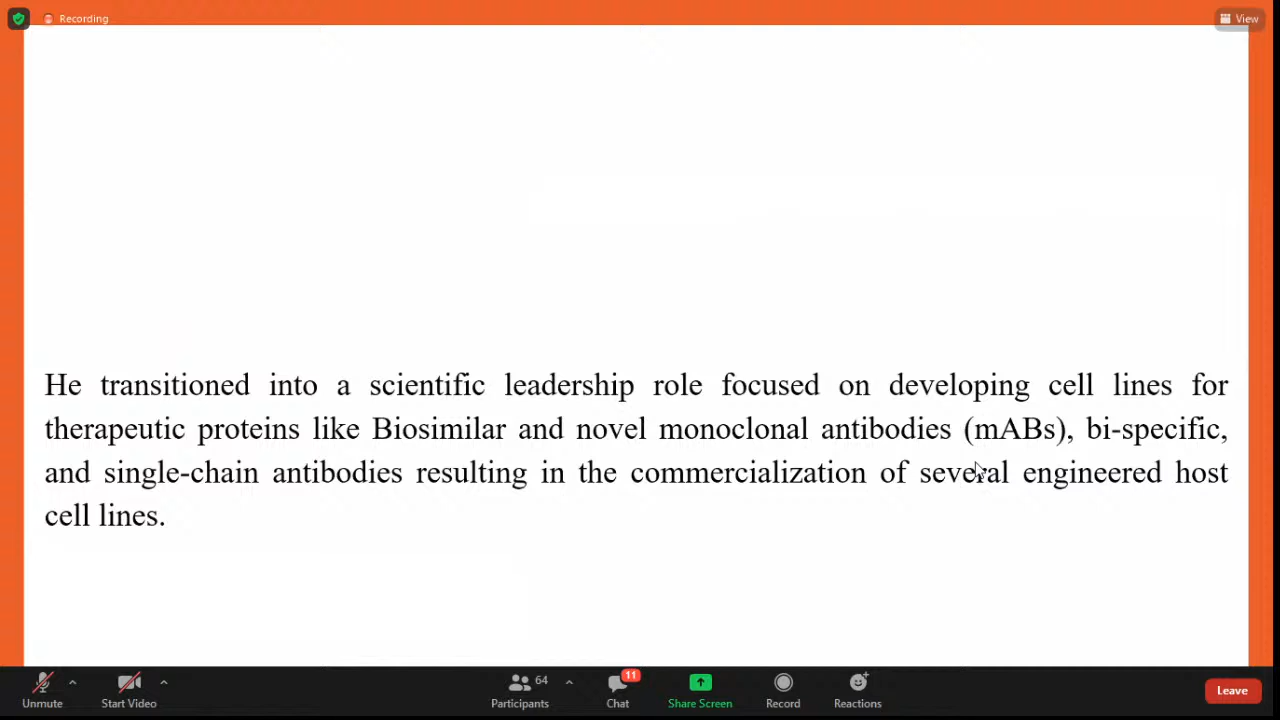 Recording
View
He transitioned into a scientific leadership role focused on developing cell lines for
therapeutic proteins like Biosimilar and novel monoclonal antibodies (mABs), bi-specific,
and single-chain antibodies resulting in the commercialization of several engineered host
cell lines.
64
11
Unmute
Start Video
Participants
Chat
Share Screen
Record
Reactions
Leave